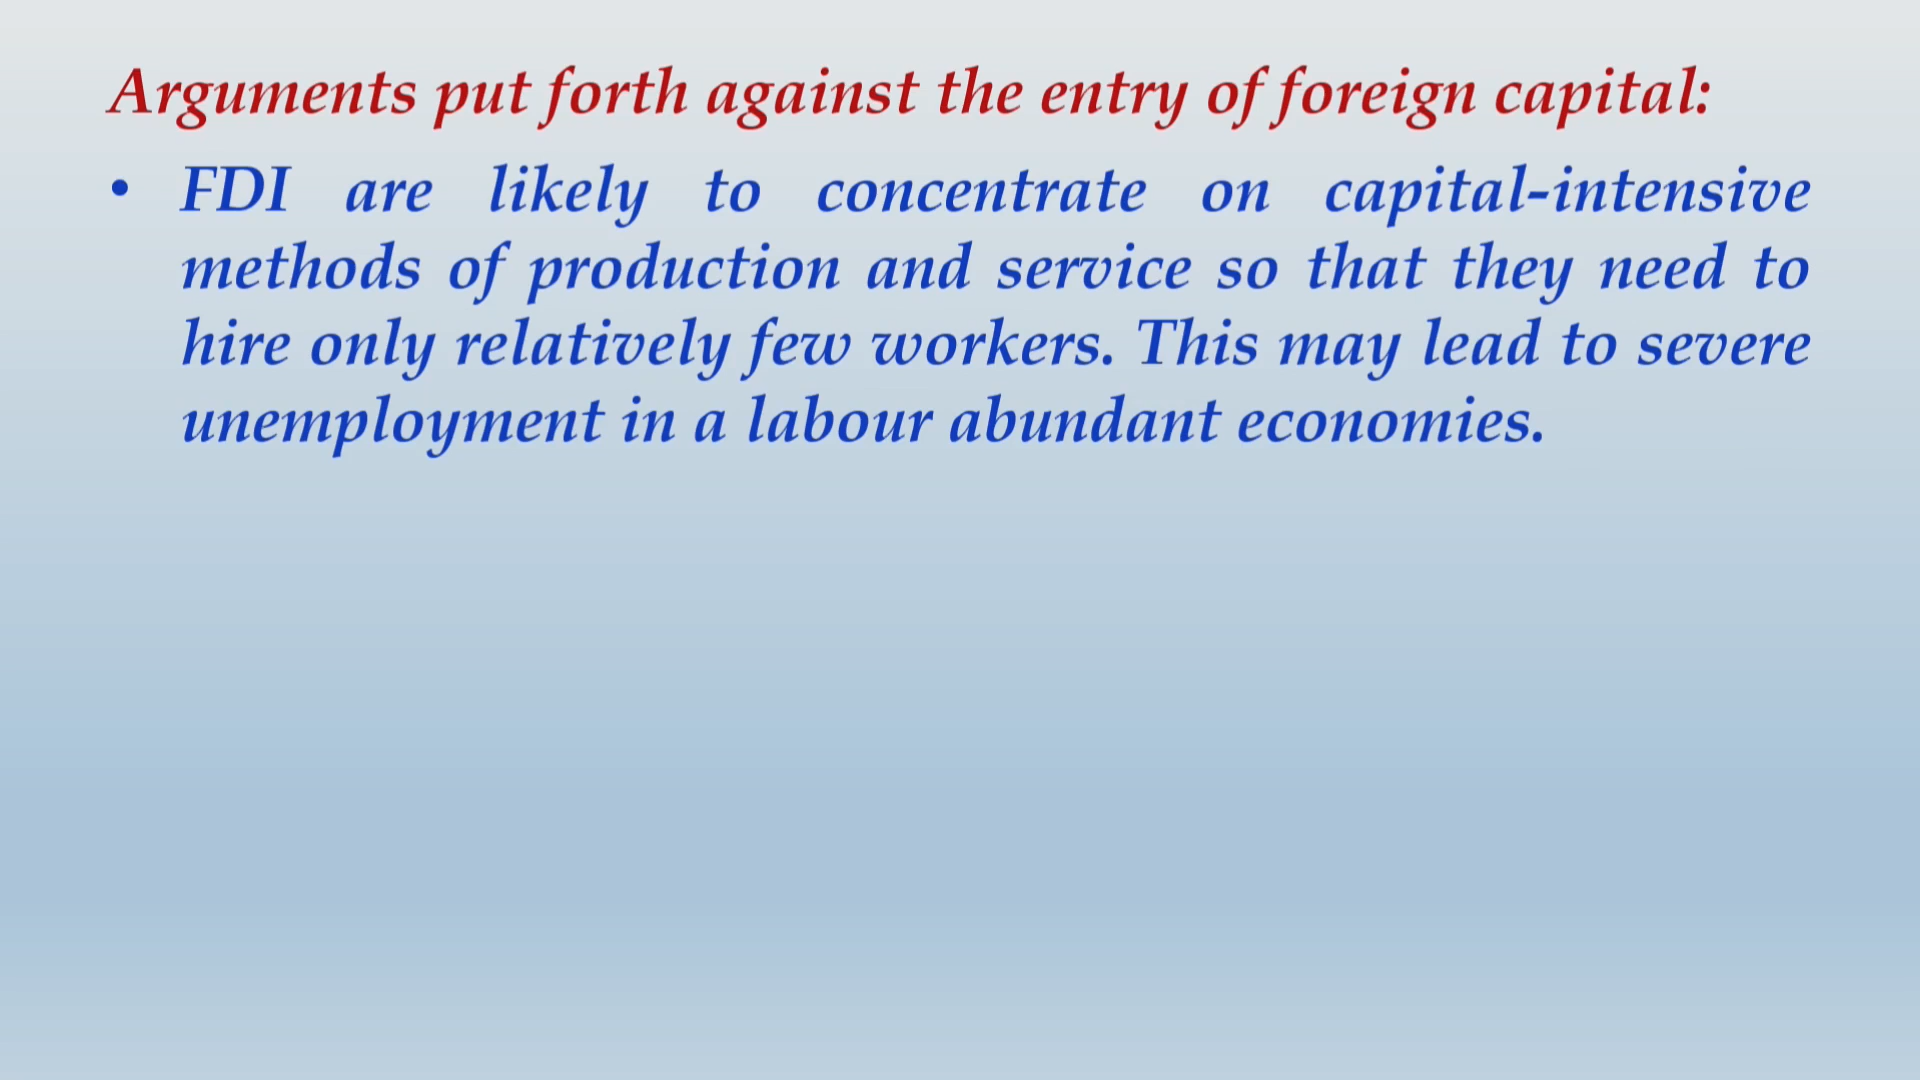 Arguments put forth against the entry of foreign capital:
• FDI are likely to concentrate on capital-intensive
methods of production and service so that they need to
hire only relatively few workers. This may lead to severe
unemployment in a labour abundant economies.